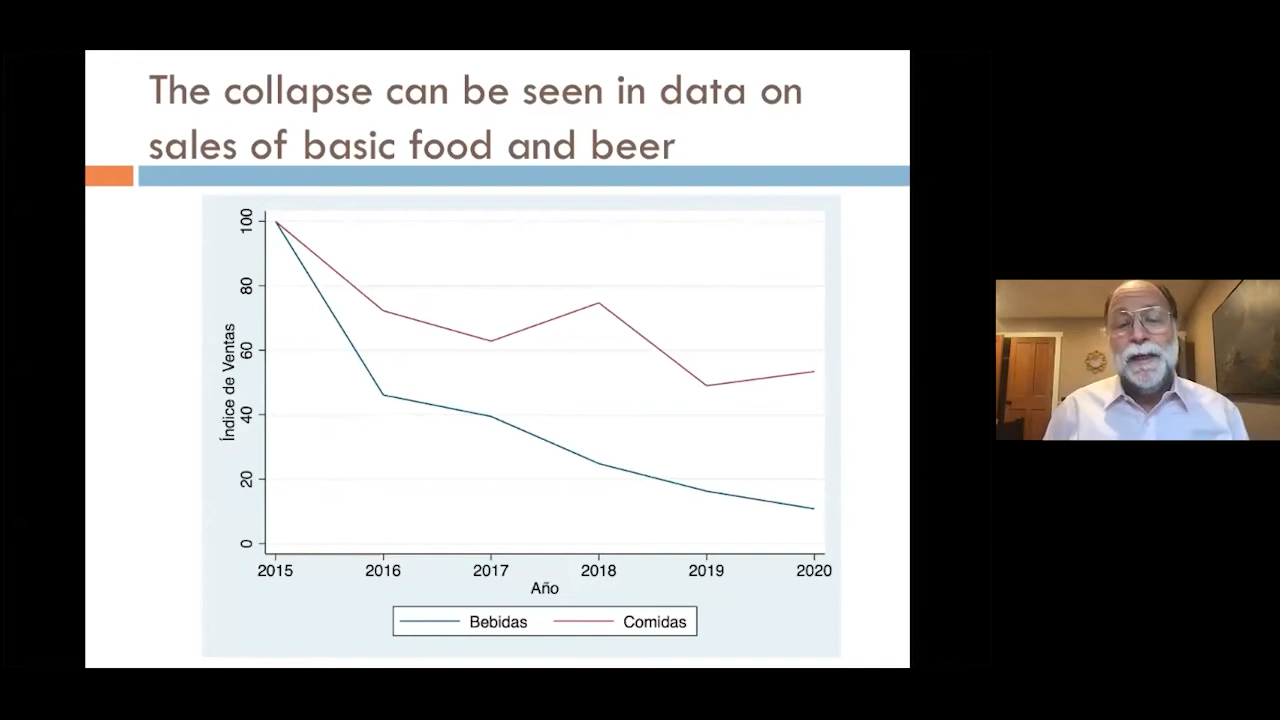 The collapse can be seen in data on
sales of basic food and beer
Índice de Ventas
100
80
60
40
20
0
2015 2016 2017 2018 2019 2020
Año
Bebidas Comidas